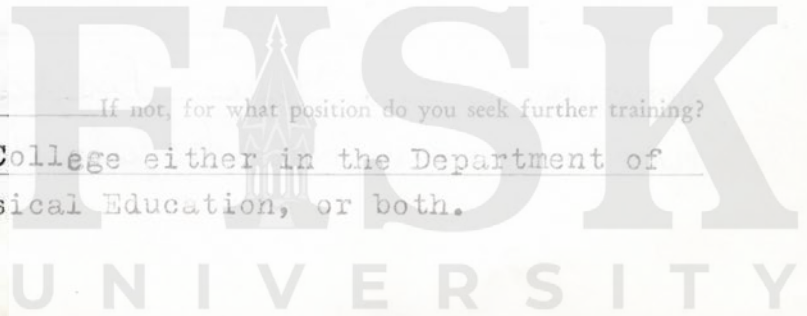 If not, for what position do you seek further training?
College either in the Department of
sical Education, or both.
FISK
UNIVERSITY